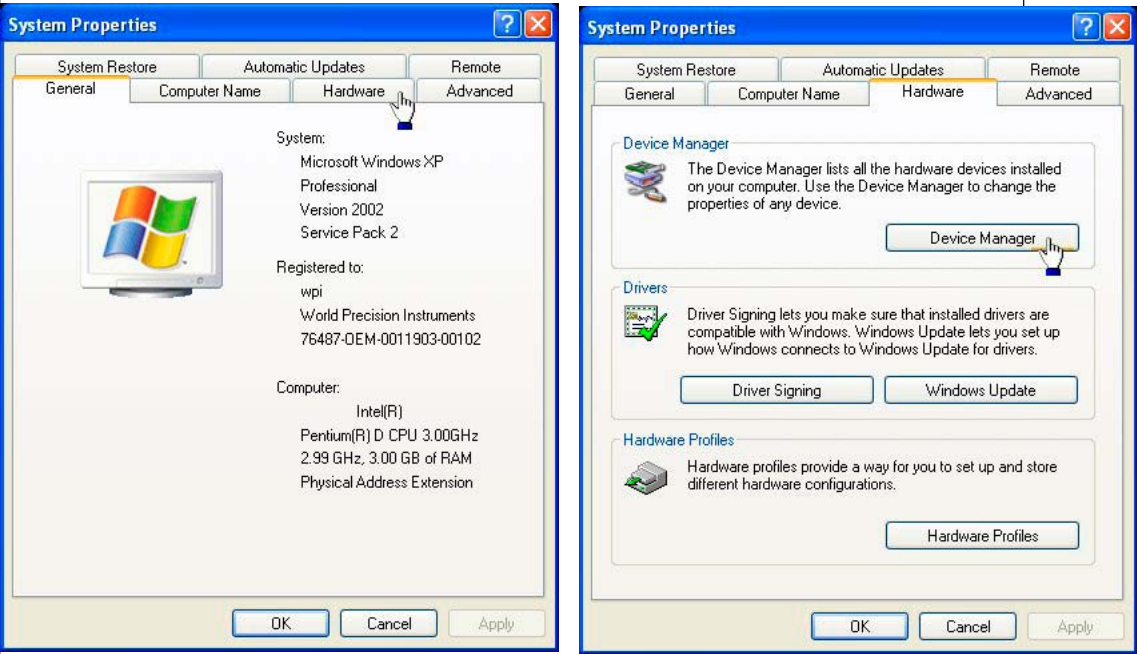 System Properties
System Restore
Automatic Updates
Remote
General
Computer Name
Hardware
Advanced
System:
Microsoft Windows XP
Professional
Version 2002
Service Pack 2
Registered to:
wpi
World Precision Instruments
76487-OEM-0011903-00102
Computer:
Intel(R)
Pentium(R) D CPU 3.00GHz
2.99 GHz, 3.00 GB of RAM
Physical Address Extension
OK
Cancel
Apply
System Properties
System Restore
Automatic Updates
Remote
General
Computer Name
Hardware
Advanced
Device Manager
The Device Manager lists all the hardware devices installed
on your computer. Use the Device Manager to change the
properties of any device.
Device Manager
Drivers
Driver Signing lets you make sure that installed drivers are
compatible with Windows. Windows Update lets you set up
how Windows connects to Windows Update for drivers.
Driver Signing
Windows Update
Hardware Profiles
Hardware profiles provide a way for you to set up and store
different hardware configurations.
Hardware Profiles
OK
Cancel
Apply